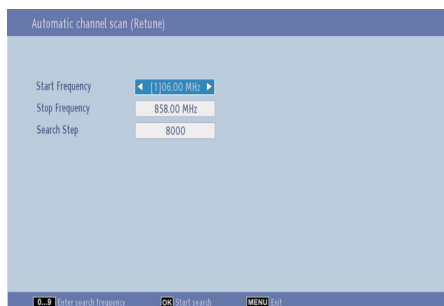 Automatic channel scan (Retune)
Start Frequency ◀ [1]06.00 MHz ▶
Stop Frequency 858.00 MHz
Search Step 8000
0...9 Enter search frequency OK Start search MENU Exit